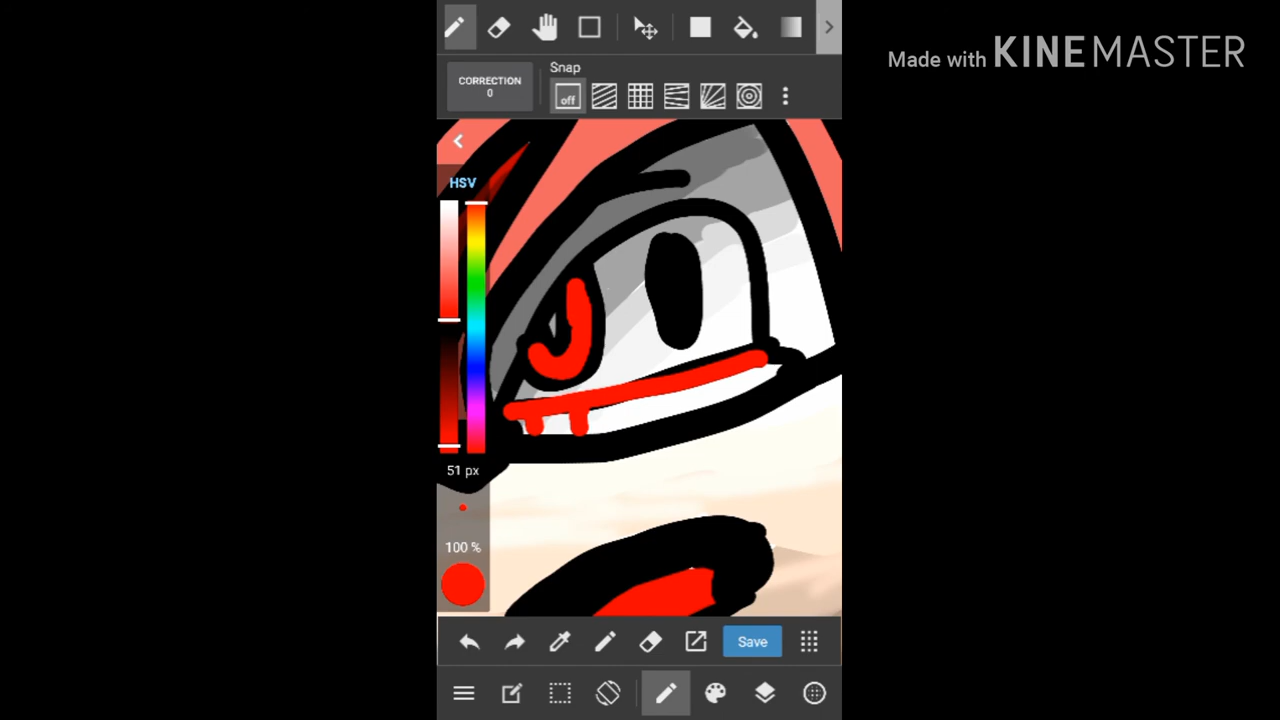 Made with KINEMASTER
CORRECTION
0
Snap
off
HSV
51 px
100 %
Save